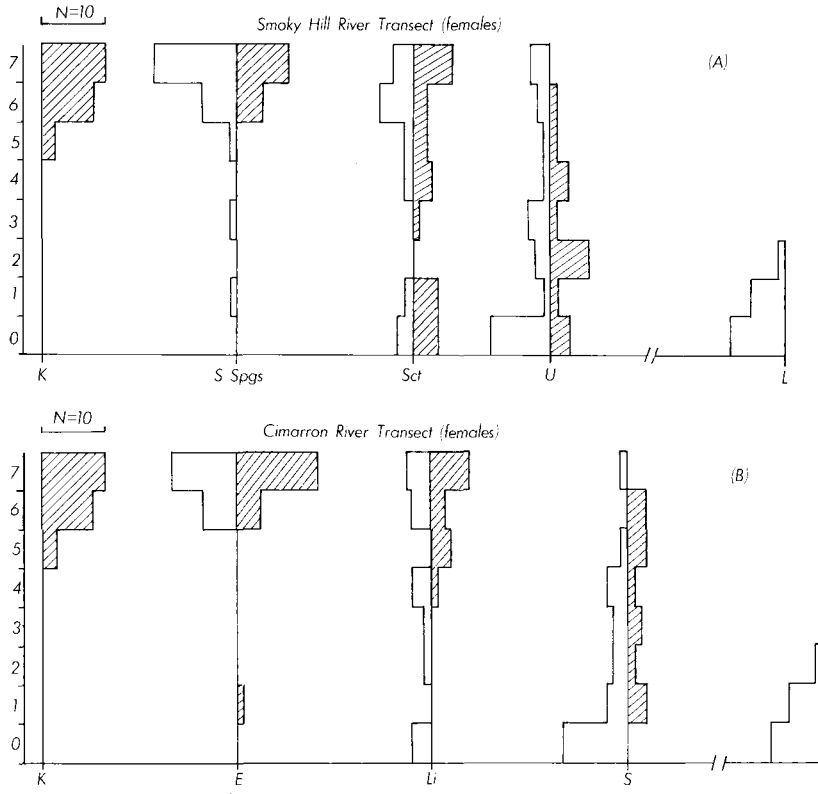 N=10
Smoky Hill River Transect (females)
(A)
7
6
5
4
3
2
1
0
K
S Spgs
Sct
U
L
N=10
Cimarron River Transect (females)
(B)
7
6
5
4
3
2
1
0
K
E
Li
S